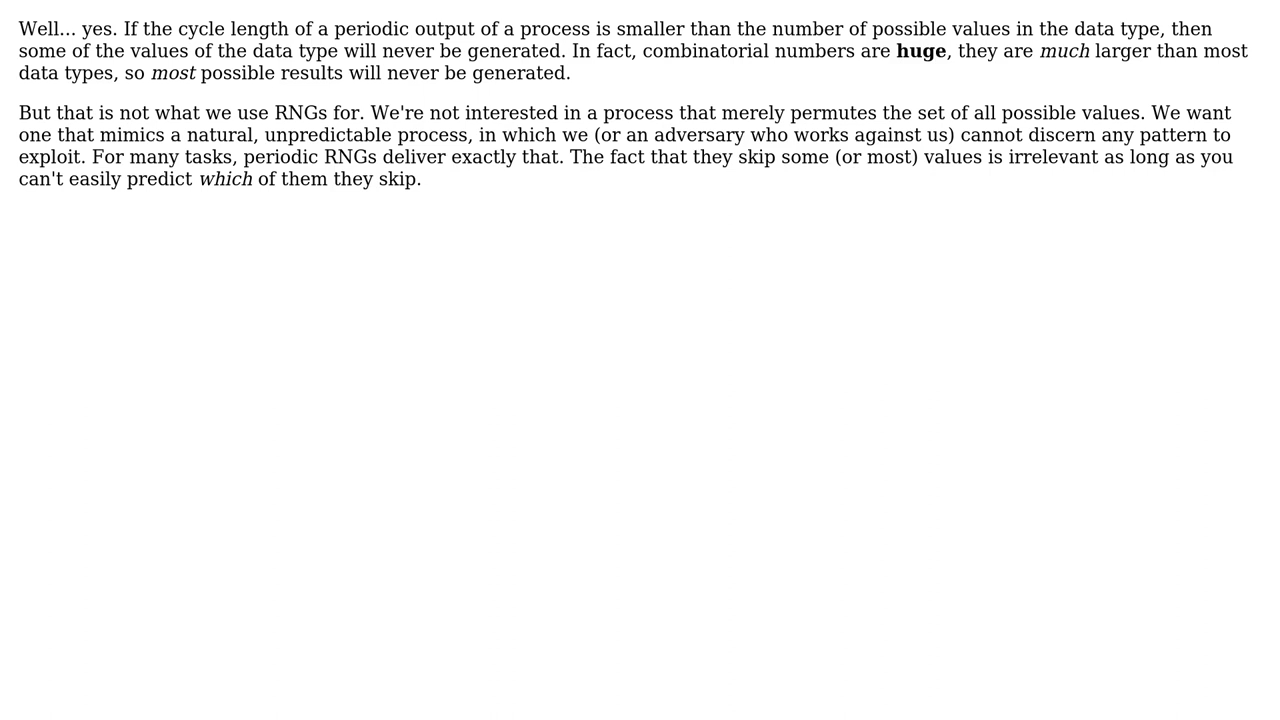 Well... yes. If the cycle length of a periodic output of a process is smaller than the number of possible values in the data type, then
some of the values of the data type will never be generated. In fact, combinatorial numbers are huge, they are much larger than most
data types, so most possible results will never be generated.
But that is not what we use RNGs for. We're not interested in a process that merely permutes the set of all possible values. We want
one that mimics a natural, unpredictable process, in which we (or an adversary who works against us) cannot discern any pattern to
exploit. For many tasks, periodic RNGs deliver exactly that. The fact that they skip some (or most) values is irrelevant as long as you
can't easily predict which of them they skip.